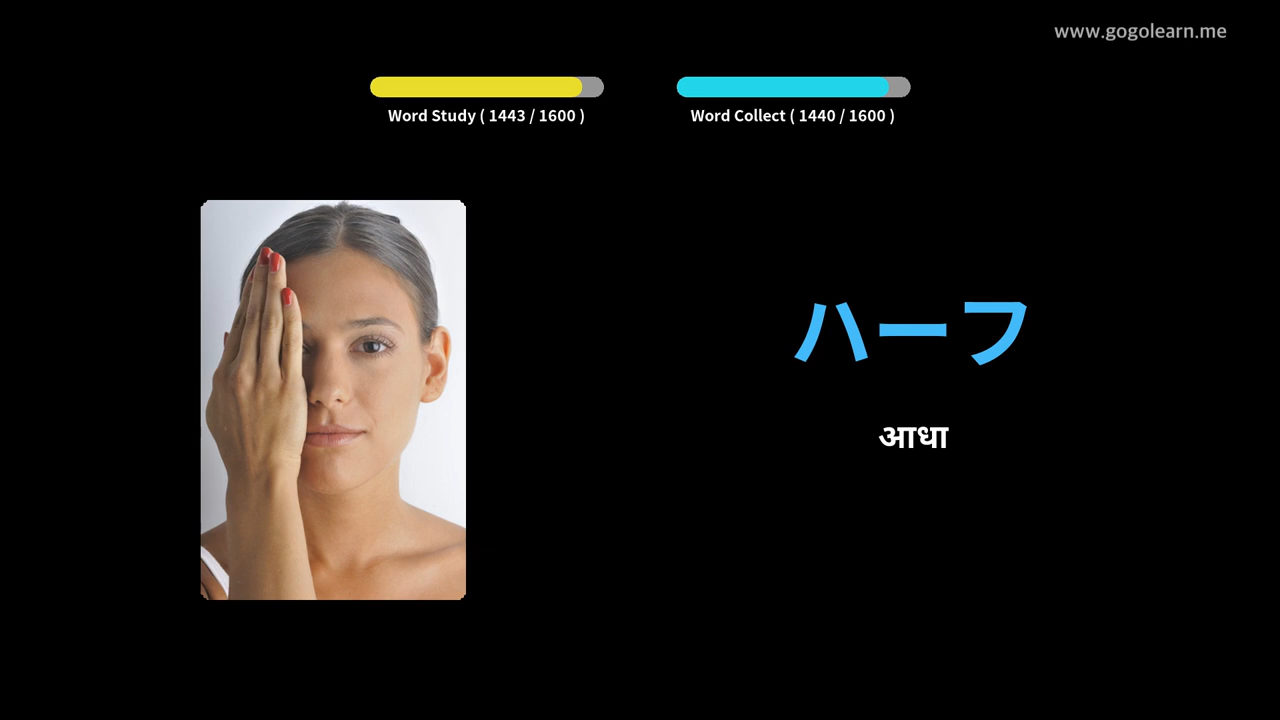 www.gogolearn.me
Word Study ( 1443 / 1600 )
Word Collect ( 1440 / 1600 )
ハーフ
आधा